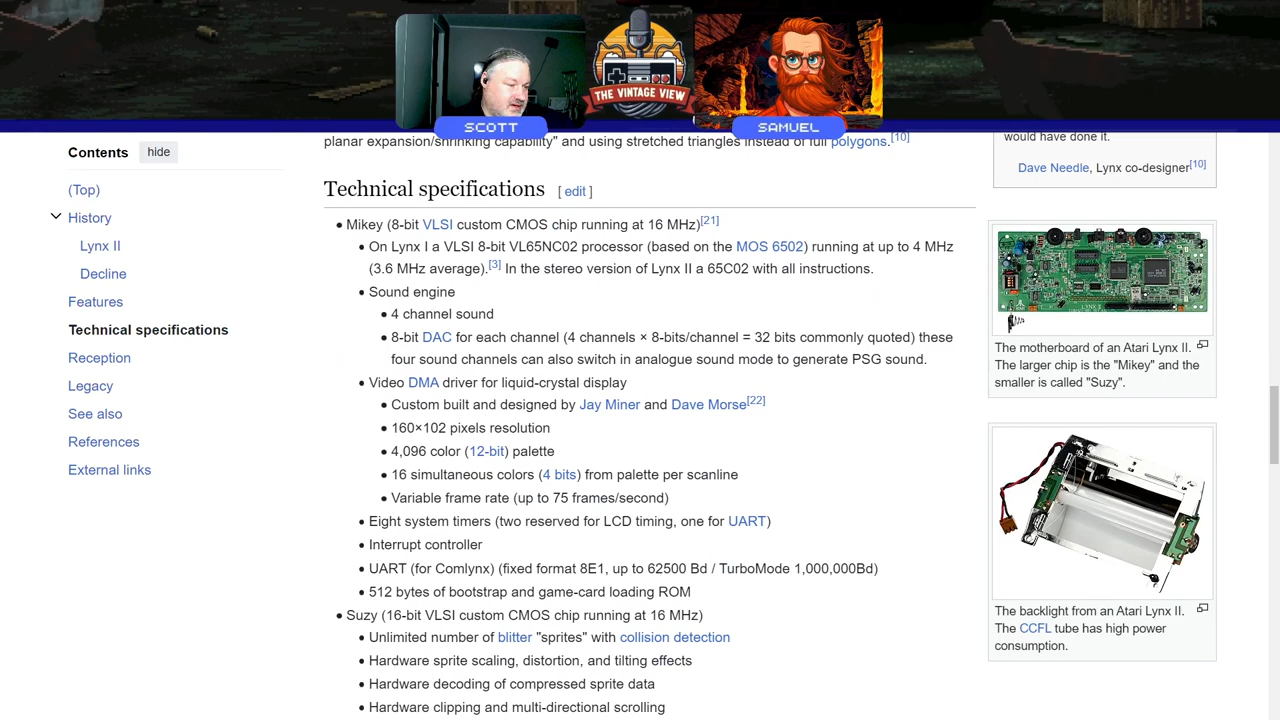 THE VINTAGE VIEW
SCOTT
SAMUEL
Contents hide
(Top)
History
Lynx II
Decline
Features
Technical specifications
Reception
Legacy
See also
References
External links
planar expansion/shrinking capability" and using stretched triangles instead of full polygons.[10]
Technical specifications [ edit ]
• Mikey (8-bit VLSI custom CMOS chip running at 16 MHz)[21]
• On Lynx I a VLSI 8-bit VL65NC02 processor (based on the MOS 6502) running at up to 4 MHz
(3.6 MHz average).[3] In the stereo version of Lynx II a 65C02 with all instructions.
• Sound engine
• 4 channel sound
• 8-bit DAC for each channel (4 channels × 8-bits/channel = 32 bits commonly quoted) these
four sound channels can also switch in analogue sound mode to generate PSG sound.
• Video DMA driver for liquid-crystal display
• Custom built and designed by Jay Miner and Dave Morse[22]
• 160×102 pixels resolution
• 4,096 color (12-bit) palette
• 16 simultaneous colors (4 bits) from palette per scanline
• Variable frame rate (up to 75 frames/second)
• Eight system timers (two reserved for LCD timing, one for UART)
• Interrupt controller
• UART (for Comlynx) (fixed format 8E1, up to 62500 Bd / TurboMode 1,000,000Bd)
• 512 bytes of bootstrap and game-card loading ROM
• Suzy (16-bit VLSI custom CMOS chip running at 16 MHz)
• Unlimited number of blitter "sprites" with collision detection
• Hardware sprite scaling, distortion, and tilting effects
• Hardware decoding of compressed sprite data
• Hardware clipping and multi-directional scrolling
would have done it.
Dave Needle, Lynx co-designer[10]
The motherboard of an Atari Lynx II.
The larger chip is the "Mikey" and the
smaller is called "Suzy".
The backlight from an Atari Lynx II.
The CCFL tube has high power
consumption.